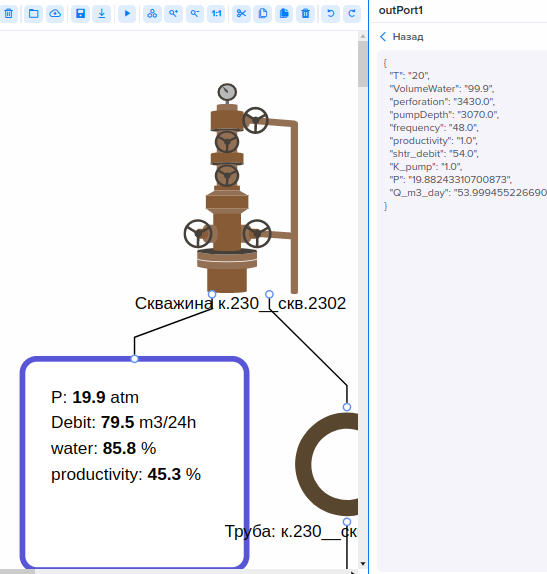 1:1
outPort1
Назад
{
"T": "20",
"VolumeWater": "99.9",
"perforation": "3430.0",
"pumpDepth": "3070.0",
"frequency": "48.0",
"productivity": "1.0",
"shtr_debit": "54.0",
"K_pump": "1.0",
"P": "19.88243310700873",
"Q_m3_day": "53.999455226690
}
Скважина к.230__скв.2302
P: 19.9 atm
Debit: 79.5 m3/24h
water: 85.8 %
productivity: 45.3 %
Труба: к.230__ск